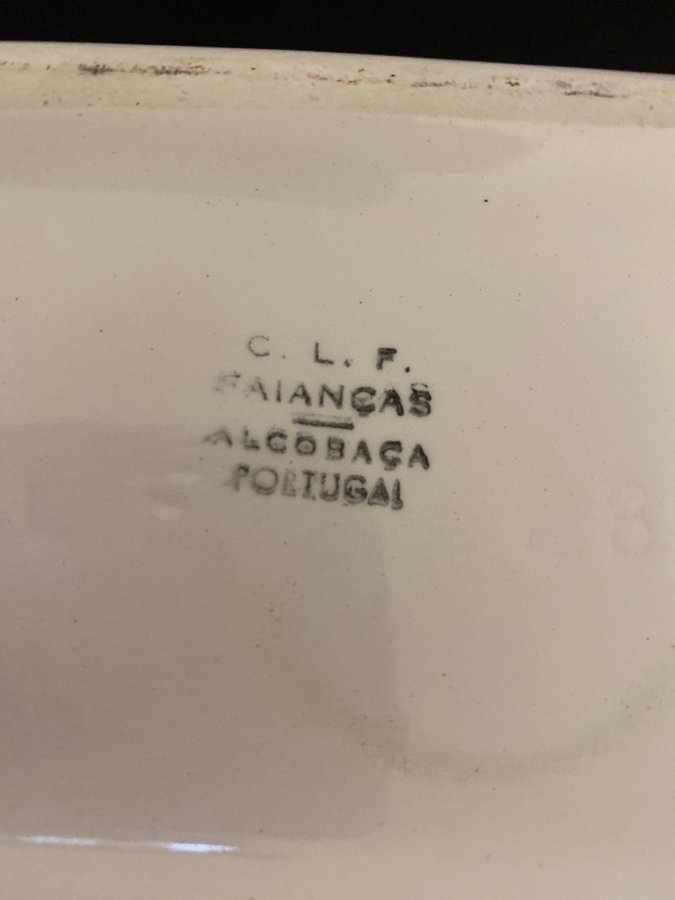 C. L. F.
FAIANÇAS
ALCOBAÇA
PORTUGAL